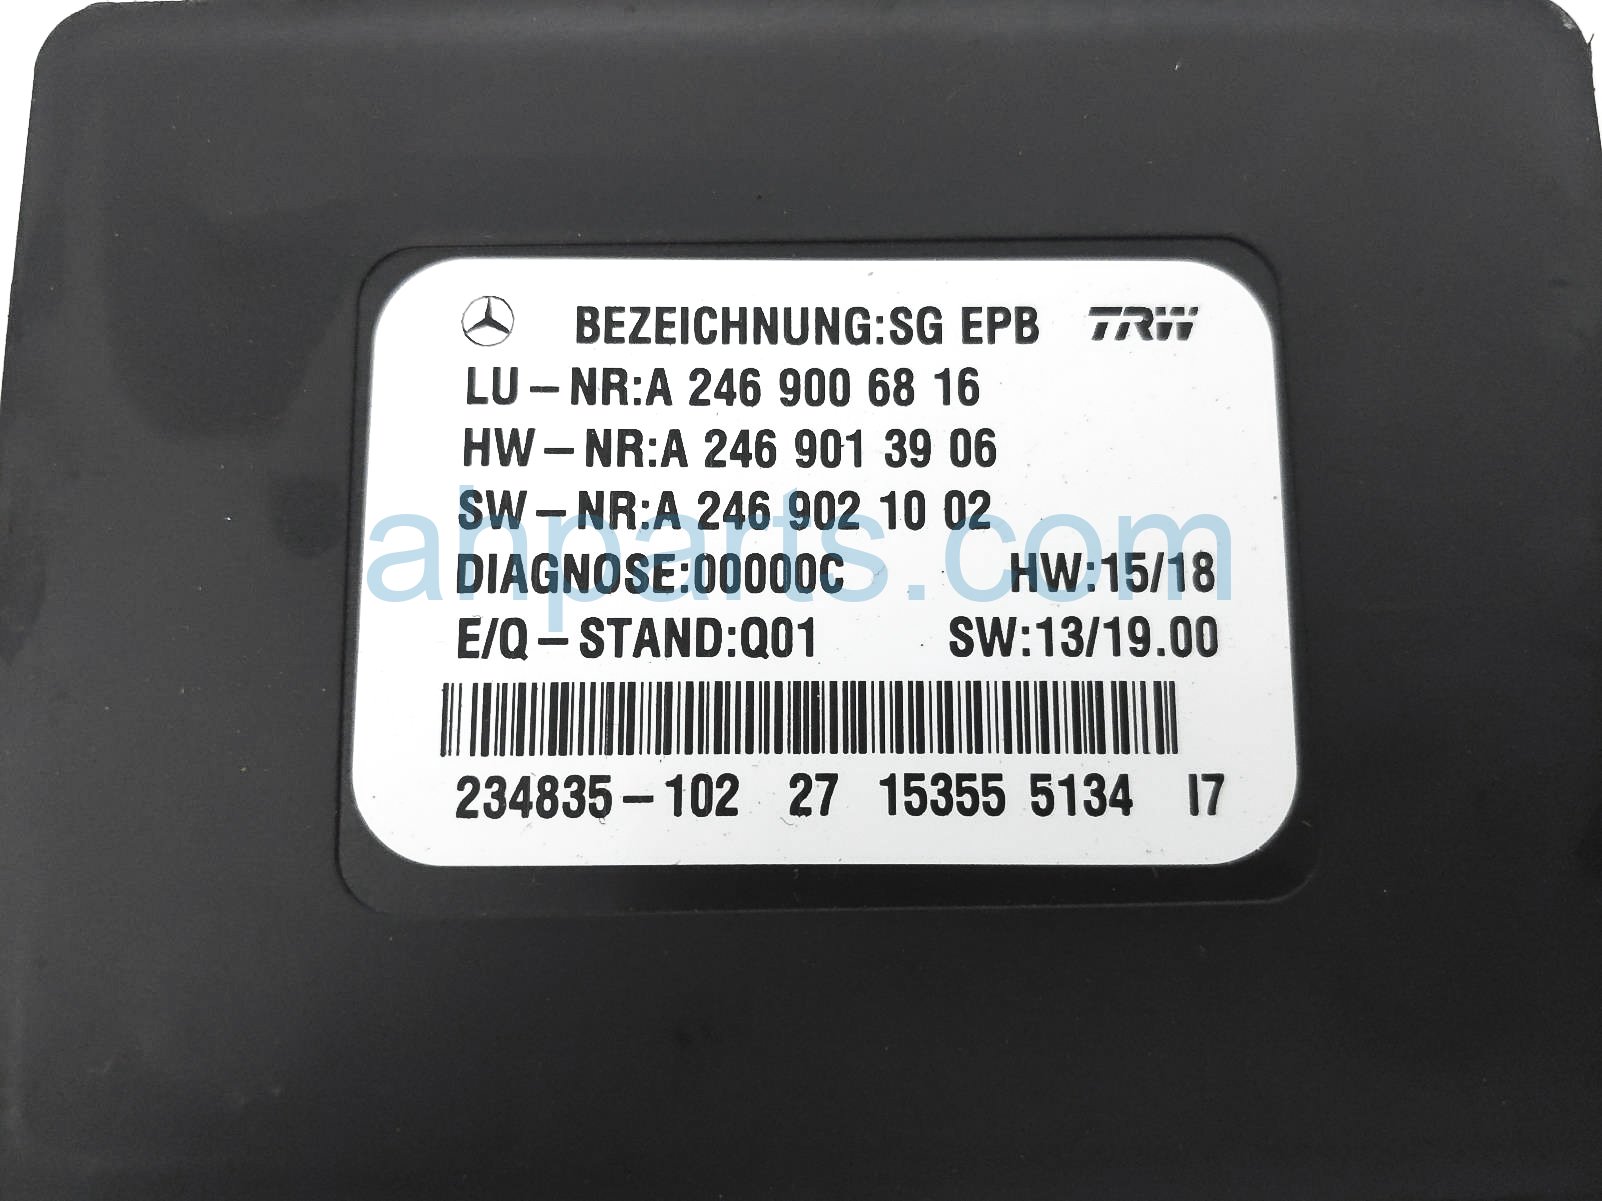 BEZEICHNUNG:SG EPB TRW
LU-NR:A 246 900 68 16
HW-NR:A 246 901 39 06
SW-NR:A 246 902 10 02
DIAGNOSE:00000C HW:15/18
E/Q-STAND:Q01 SW:13/19.00
234835-102 27 15355 5134 I7
ahparts.com